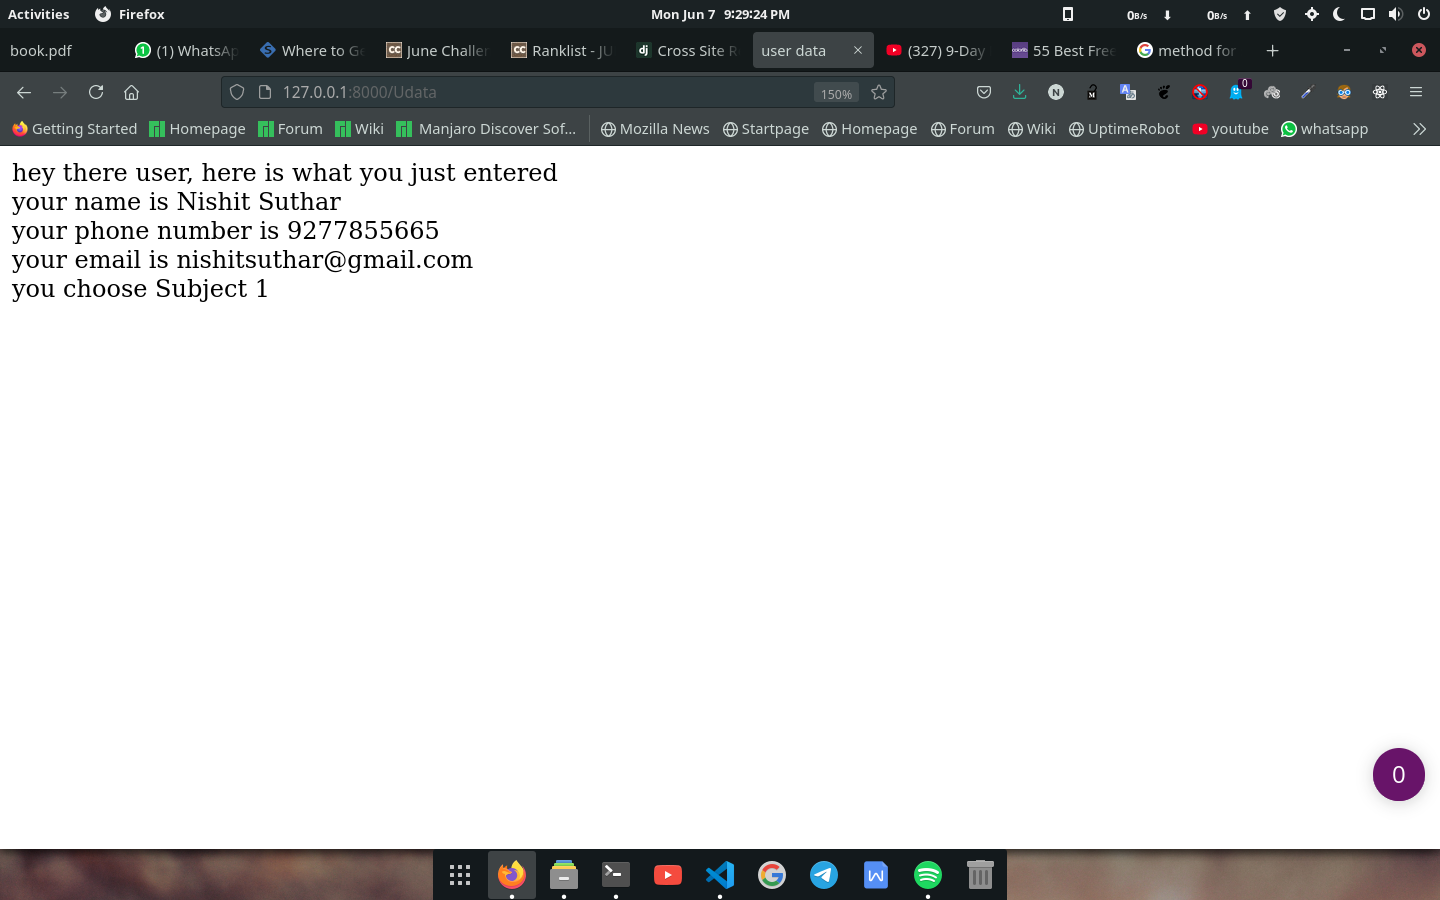 Activities Firefox Mon Jun 7 9:29:24 PM 0B/s 0B/s
book.pdf (1) WhatsAp Where to Ge June Challer Ranklist - JU Cross Site R user data (327) 9-Day 55 Best Free method for
127.0.0.1:8000/Udata 150% 0
Getting Started Homepage Forum Wiki Manjaro Discover Sof... Mozilla News Startpage Homepage Forum Wiki UptimeRobot youtube whatsapp
hey there user, here is what you just entered
your name is Nishit Suthar
your phone number is 9277855665
your email is nishitsuthar@gmail.com
you choose Subject 1
0